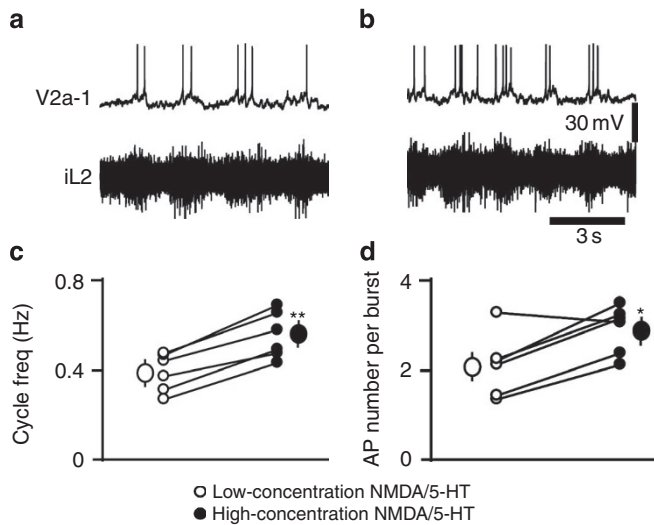 a
b
V2a-1
30 mV
iL2
3 s
c
d
0.8
0.4
0
Cycle freq (Hz)
**
4
2
0
AP number per burst
*
Low-concentration NMDA/5-HT
High-concentration NMDA/5-HT